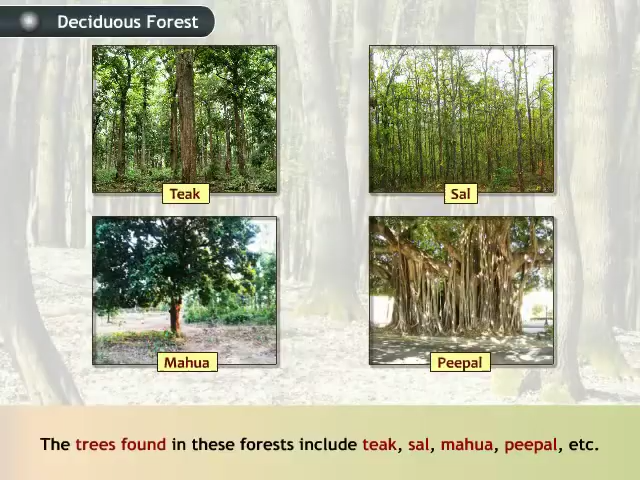 Deciduous Forest
Teak
Sal
Mahua
Peepal
The trees found in these forests include teak, sal, mahua, peepal, etc.